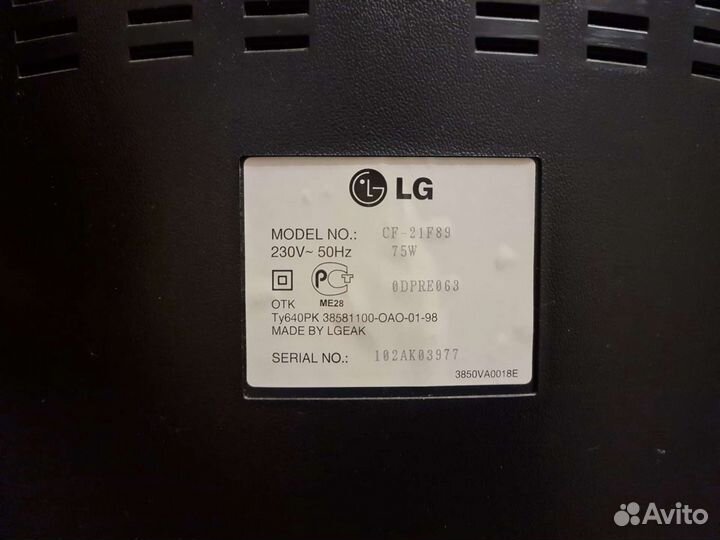 LG
MODEL NO.: CF-21F89
230V~ 50Hz 75W
PCT 0DPRE063
OTK ME28
Ty640PK 38581100-OAO-01-98
MADE BY LGEAK
SERIAL NO.: 102AK03977
3850VA0018E
Avito